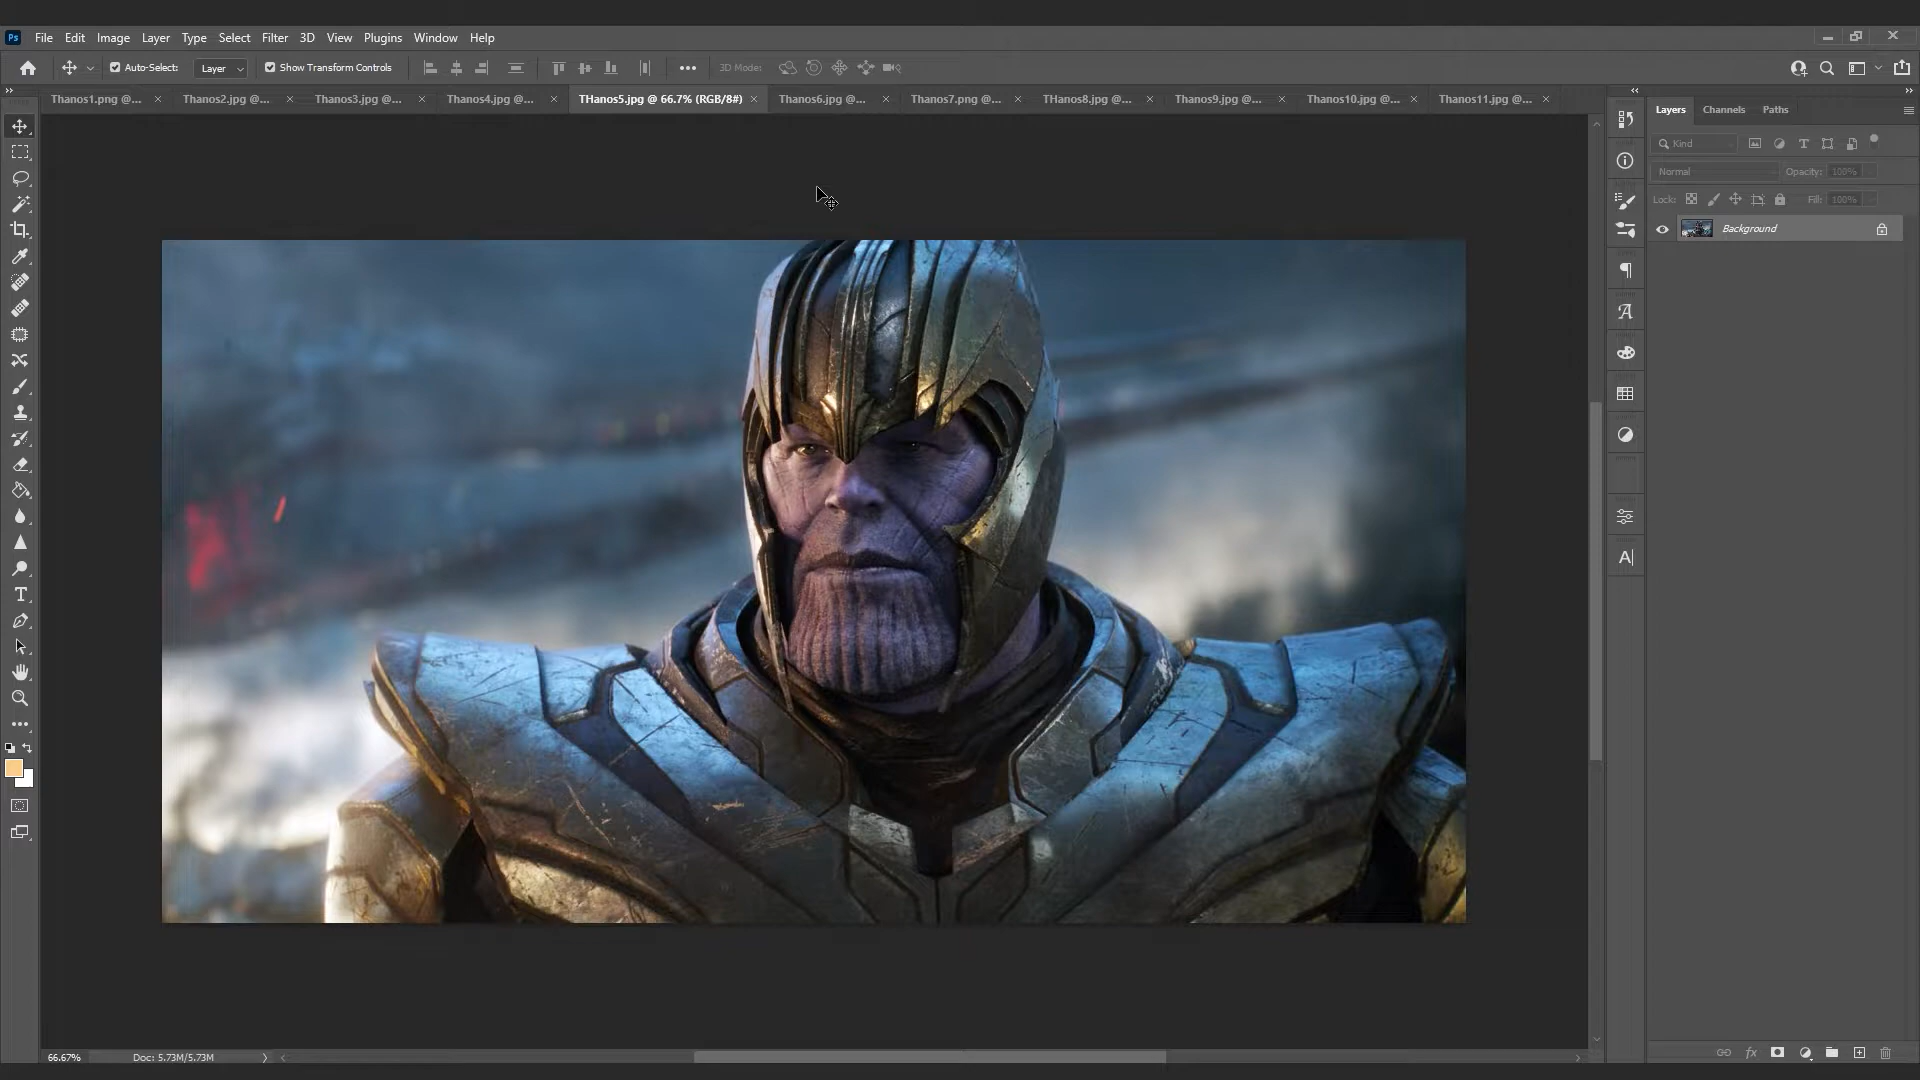 Ps File Edit Image Layer Type Select Filter 3D View Plugins Window Help
Auto-Select: Layer Show Transform Controls 3D Mode:
Thanos1.png @... Thanos2.jpg @... Thanos3.jpg @... Thanos4.jpg @... THanos5.jpg @ 66.7% (RGB/8#) Thanos6.jpg @... Thanos7.png @... THanos8.jpg @... Thanos9.jpg @... Thanos10.jpg @... Thanos11.jpg @...
Layers Channels Paths
Kind
Normal Opacity: 100%
Lock: Fill: 100%
Background
66.67% Doc: 5.73M/5.73M